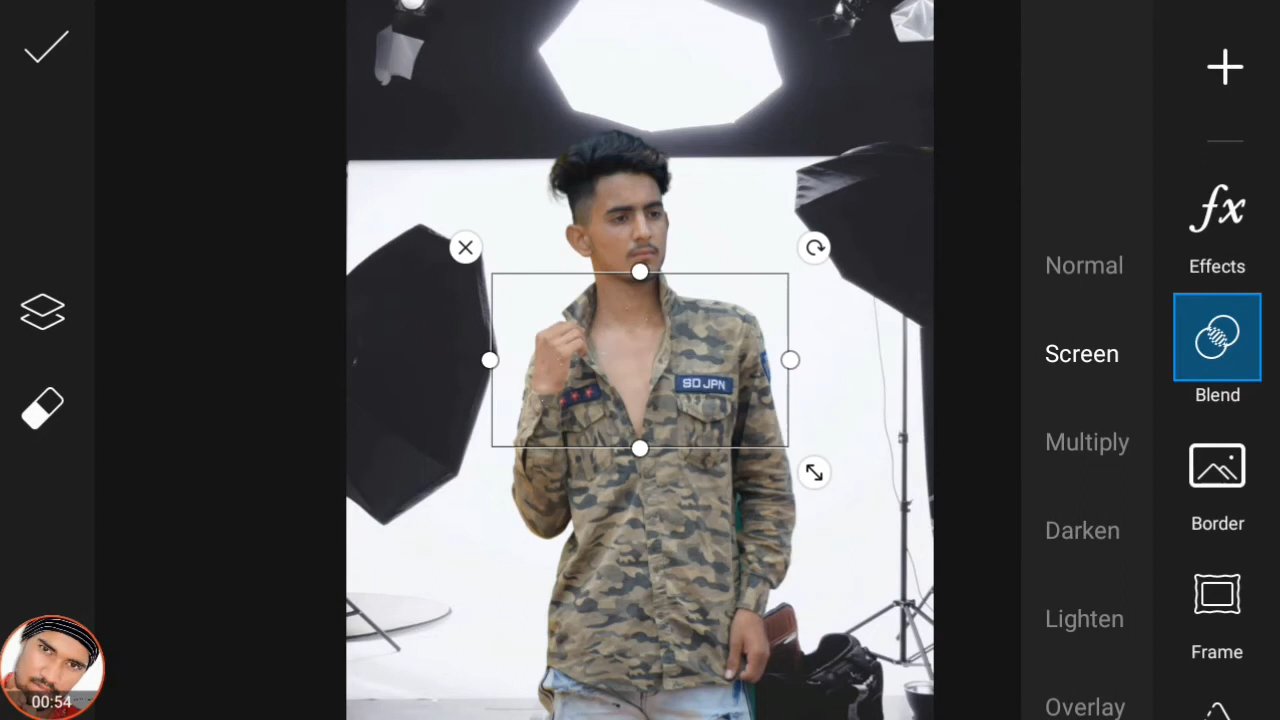 Normal
Screen
Multiply
Darken
Lighten
Overlay
Effects
Blend
Border
Frame
SD JPN
00:54